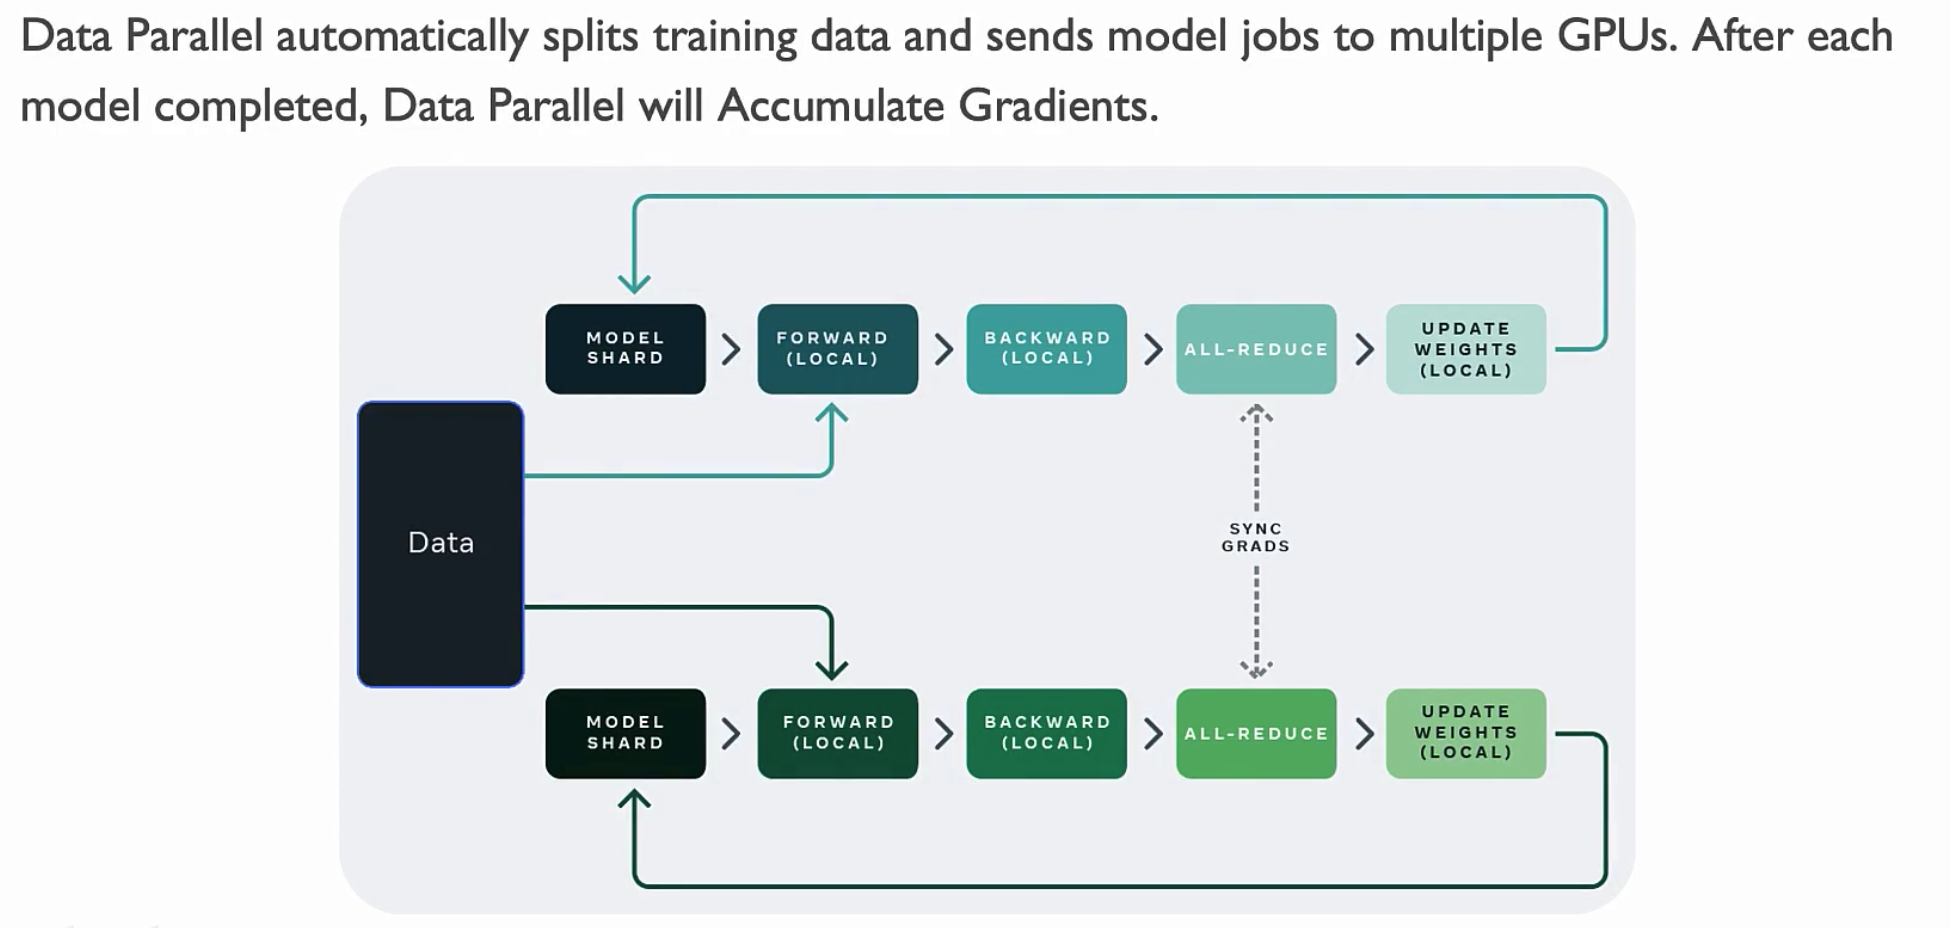 Data Parallel automatically splits training data and sends model jobs to multiple GPUs. After each
model completed, Data Parallel will Accumulate Gradients.
MODEL
SHARD
FORWARD
(LOCAL)
BACKWARD
(LOCAL)
ALL-REDUCE
UPDATE
WEIGHTS
(LOCAL)
Data
SYNC
GRADS
MODEL
SHARD
FORWARD
(LOCAL)
BACKWARD
(LOCAL)
ALL-REDUCE
UPDATE
WEIGHTS
(LOCAL)